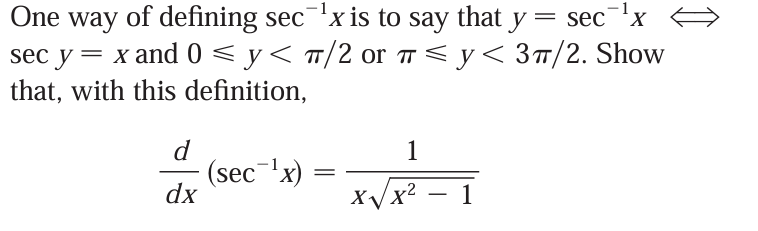 One way of defining sec⁻¹x is to say that y = sec⁻¹x ⟺
sec y = x and 0 ⩽ y < π/2 or π ⩽ y < 3π/2. Show
that, with this definition,
d/dx (sec⁻¹x) = 1/(x√(x² − 1))